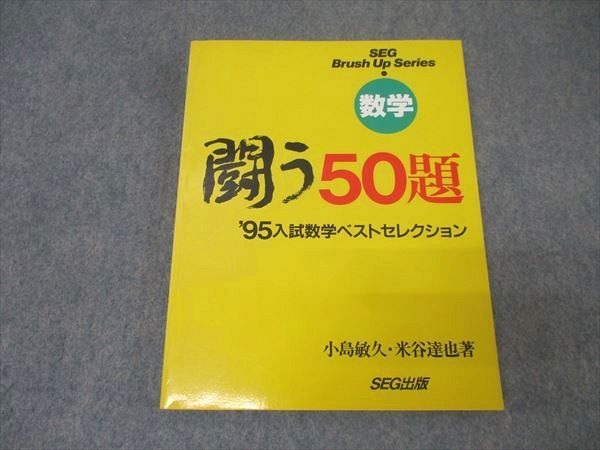 SEG
Brush Up Series
数学
闘う50題
'95入試数学ベストセレクション
小島敏久・米谷達也著
SEG出版